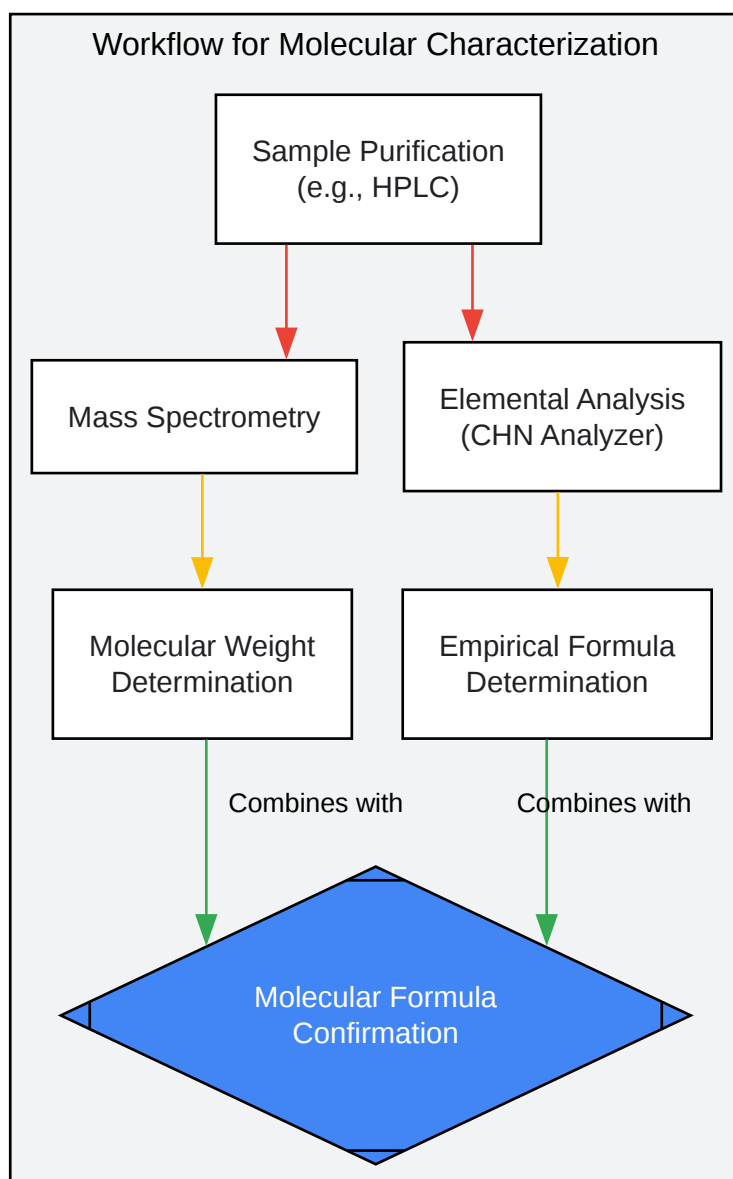 Workflow for Molecular Characterization
Sample Purification
(e.g., HPLC)
Mass Spectrometry
Elemental Analysis
(CHN Analyzer)
Molecular Weight
Determination
Empirical Formula
Determination
Combines with
Combines with
Molecular Formula
Confirmation